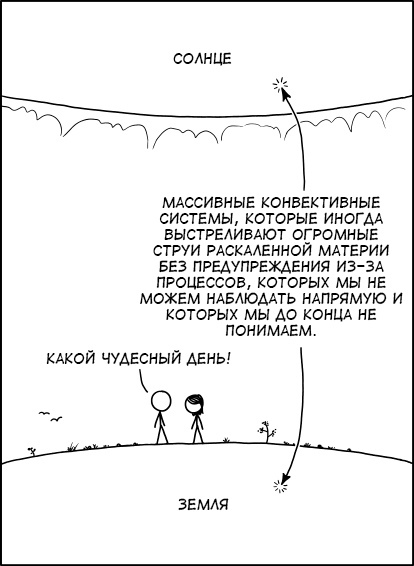 СОЛНЦЕ
МАССИВНЫЕ КОНВЕКТИВНЫЕ
СИСТЕМЫ, КОТОРЫЕ ИНОГДА
ВЫСТРЕЛИВАЮТ ОГРОМНЫЕ
СТРУИ РАСКАЛЕННОЙ МАТЕРИИ
БЕЗ ПРЕДУПРЕЖДЕНИЯ ИЗ-ЗА
ПРОЦЕССОВ, КОТОРЫХ МЫ НЕ
МОЖЕМ НАБЛЮДАТЬ НАПРЯМУЮ И
КОТОРЫХ МЫ ДО КОНЦА НЕ
ПОНИМАЕМ.
КАКОЙ ЧУДЕСНЫЙ ДЕНЬ!
ЗЕМЛЯ